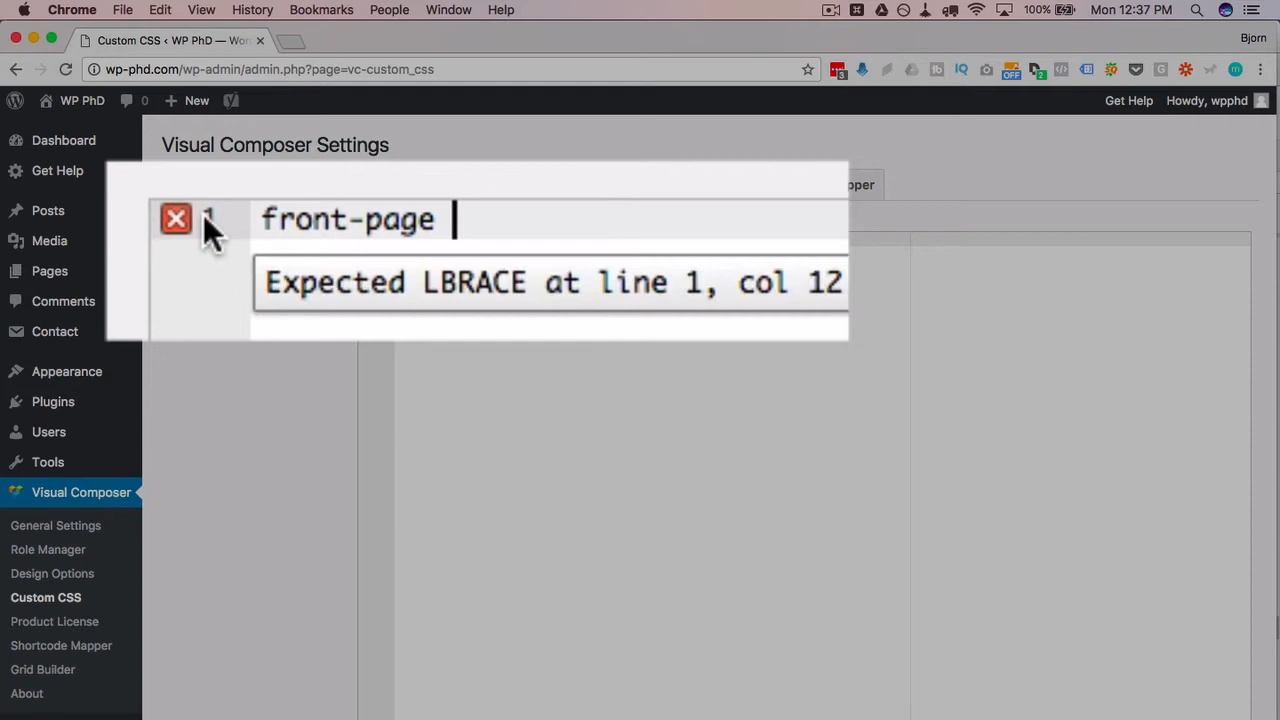 Chrome File Edit View History Bookmarks People Window Help 100% Mon 12:37 PM
Custom CSS ‹ WP PhD — Wor Bjorn
wp-phd.com/wp-admin/admin.php?page=vc-custom_css
WP PhD 0 New Get Help Howdy, wpphd
Dashboard
Get Help
Posts
Media
Pages
Comments
Contact
Appearance
Plugins
Users
Tools
Visual Composer
General Settings
Role Manager
Design Options
Custom CSS
Product License
Shortcode Mapper
Grid Builder
About
Visual Composer Settings
pper
1 front-page
Expected LBRACE at line 1, col 12